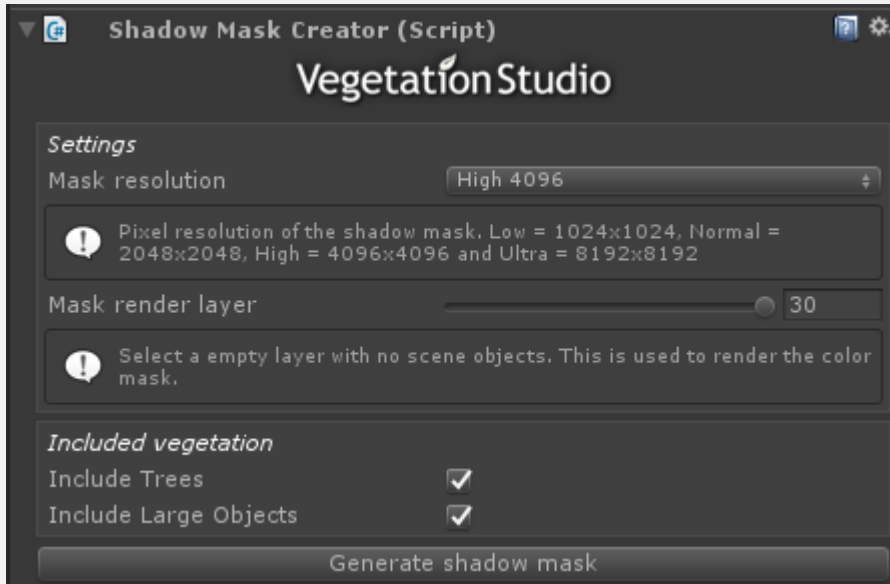 Shadow Mask Creator (Script)
VegetationStudio
Settings
Mask resolution
High 4096
Pixel resolution of the shadow mask. Low = 1024x1024, Normal =
2048x2048, High = 4096x4096 and Ultra = 8192x8192
Mask render layer
30
Select a empty layer with no scene objects. This is used to render the color
mask.
Included vegetation
Include Trees
Include Large Objects
Generate shadow mask